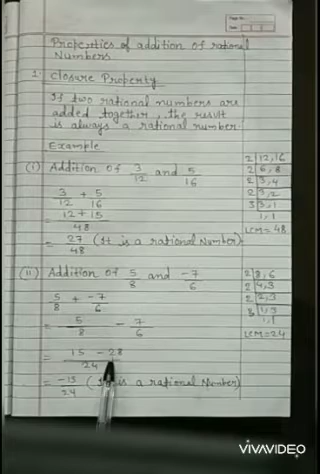 Properties of addition of rational
Numbers
1. Closure Property
If two rational numbers are
added together, the result
is always a rational number.
Example
(i) Addition of 3/12 and 5/16
3/12 + 5/16
= 12+15/48
= 27/48 (It is a rational Number)
2 | 12, 16
2 | 6, 8
2 | 3, 4
2 | 3, 2
3 | 3, 1
1, 1
LCM = 48
(ii) Addition of 5/8 and -7/6
5/8 + -7/6
= 5/8 - 7/6
= 15 - 28/24
= -13/24 (It is a rational Number)
2 | 8, 6
2 | 4, 3
2 | 2, 3
1, 3
1, 1
LCM = 24
VIVAVIDEO